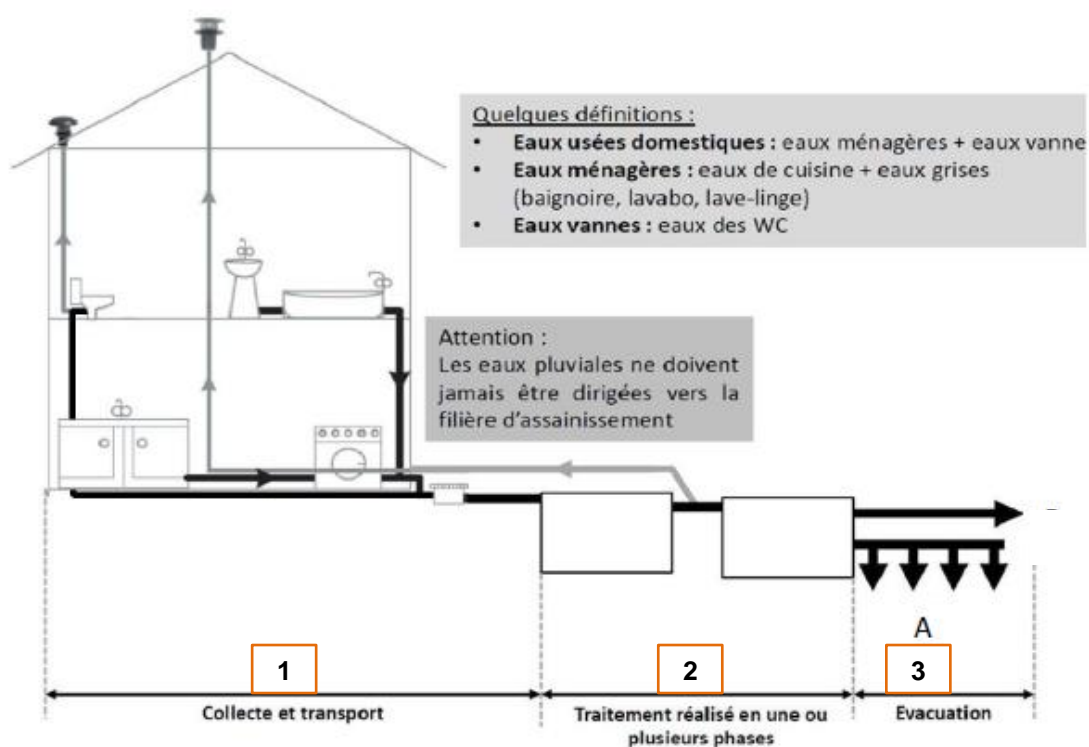 Quelques définitions :
• Eaux usées domestiques : eaux ménagères + eaux vanne
• Eaux ménagères : eaux de cuisine + eaux grises
(baignoire, lavabo, lave-linge)
• Eaux vannes : eaux des WC
Attention :
Les eaux pluviales ne doivent
jamais être dirigées vers la
filière d'assainissement
A
1
2
3
Collecte et transport
Traitement réalisé en une ou
plusieurs phases
Evacuation